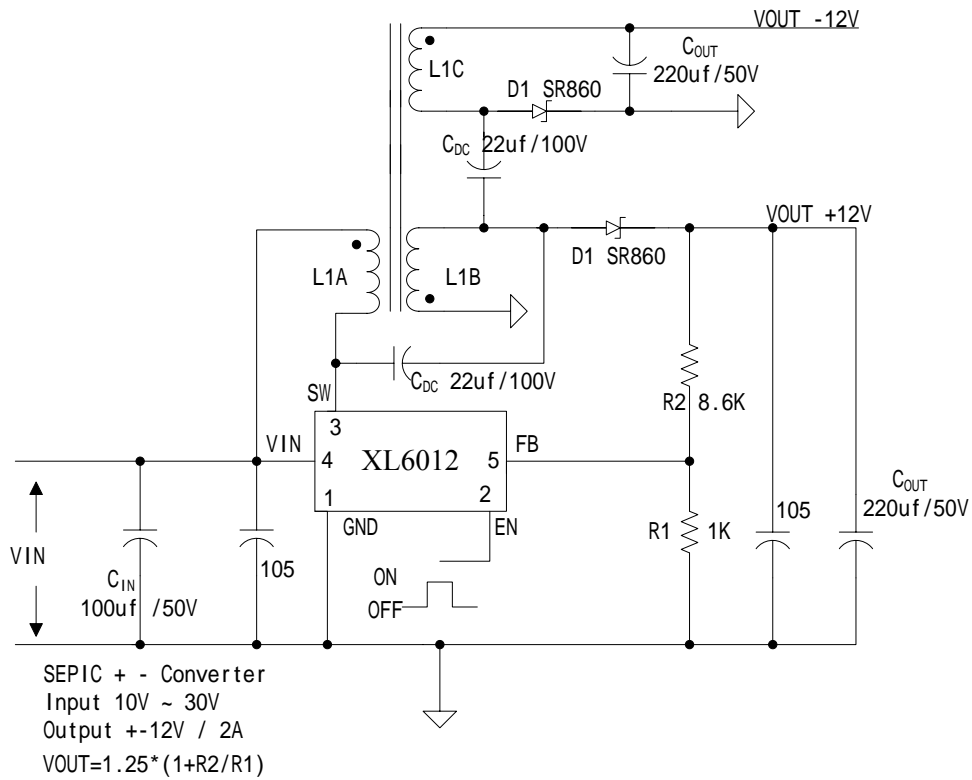 VOUT -12V
COUT
220uf/50V
L1C
D1 SR860
CDC 22uf/100V
VOUT +12V
D1 SR860
L1A
L1B
CDC 22uf/100V
SW
R2 8.6K
3
VIN
4
XL6012
5
FB
1
2
GND
EN
R1
1K
105
COUT
220uf/50V
VIN
CIN
100uf /50V
105
ON
OFF
SEPIC + - Converter
Input 10V ~ 30V
Output +-12V / 2A
VOUT=1.25*(1+R2/R1)